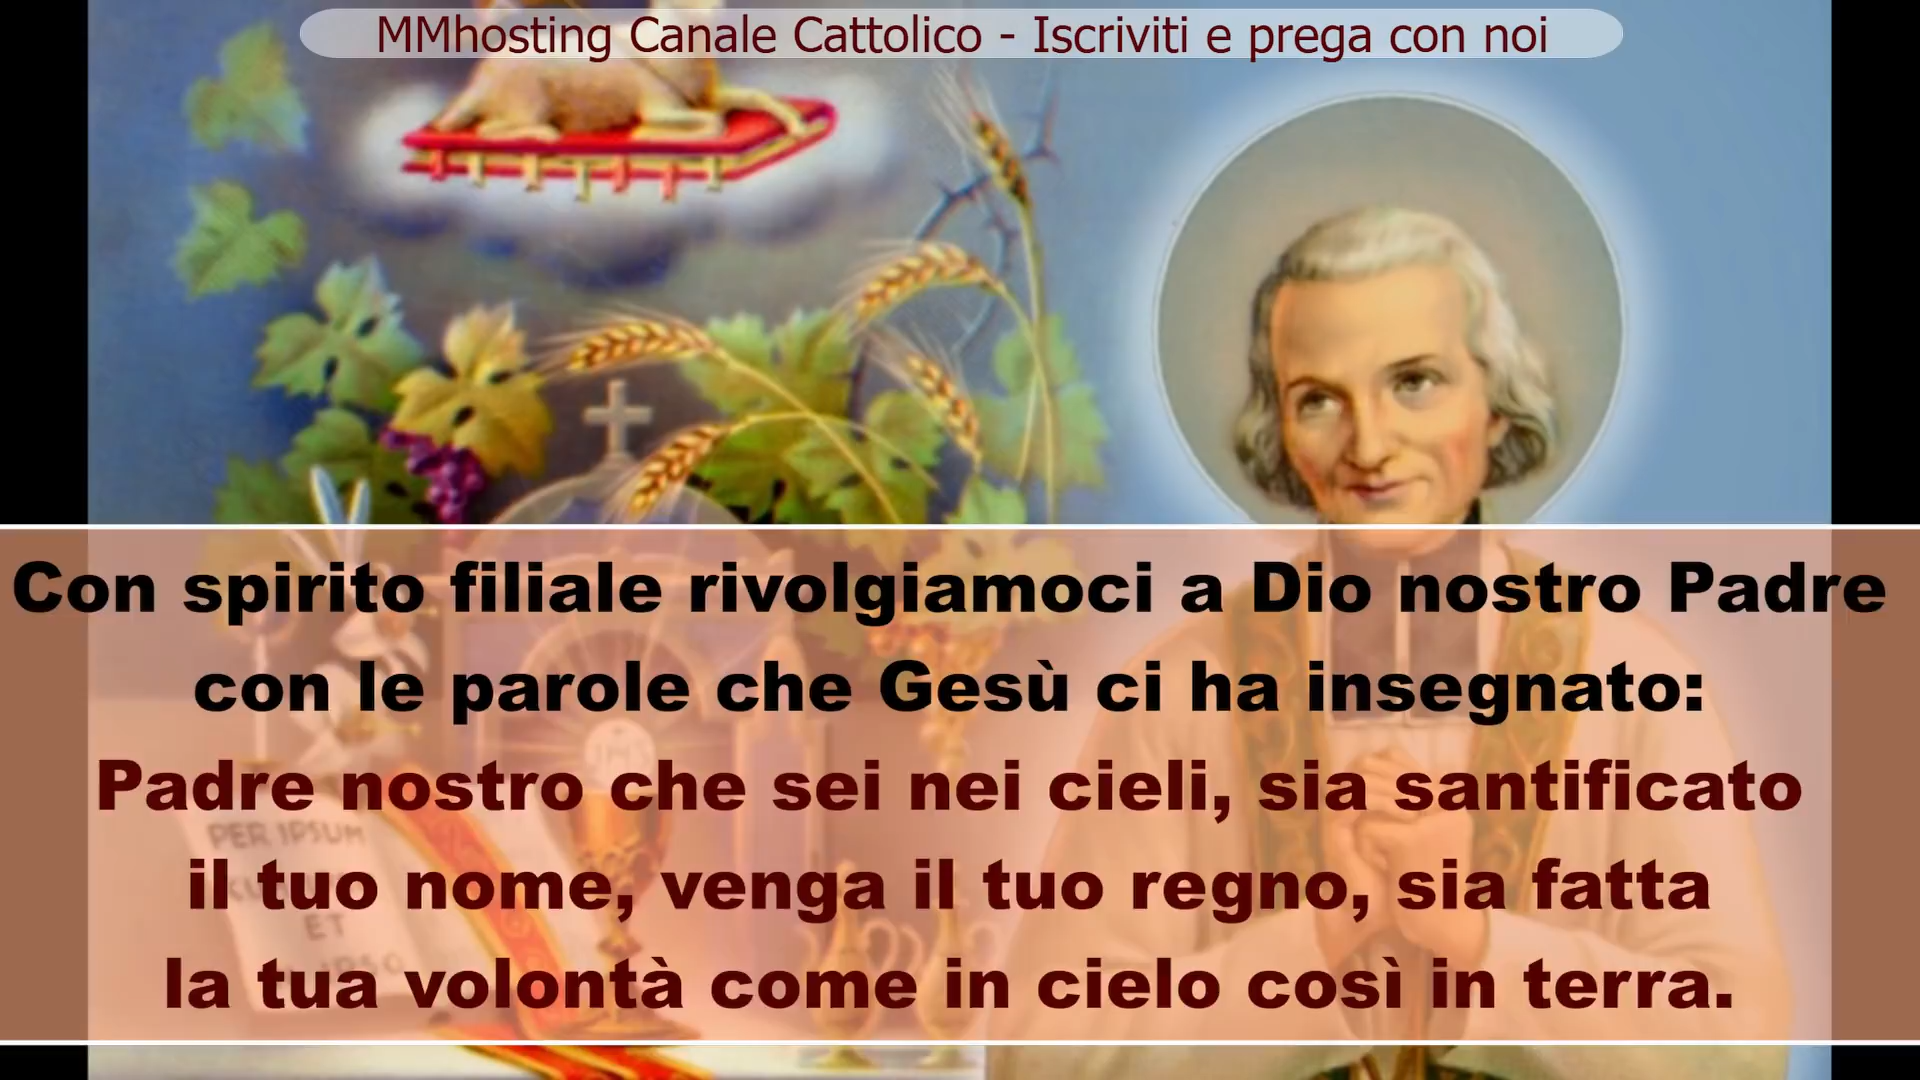 MMhosting Canale Cattolico - Iscriviti e prega con noi
Con spirito filiale rivolgiamoci a Dio nostro Padre
con le parole che Gesù ci ha insegnato:
Padre nostro che sei nei cieli, sia santificato
il tuo nome, venga il tuo regno, sia fatta
la tua volontà come in cielo così in terra.
IHS
PER IPSUM
ET